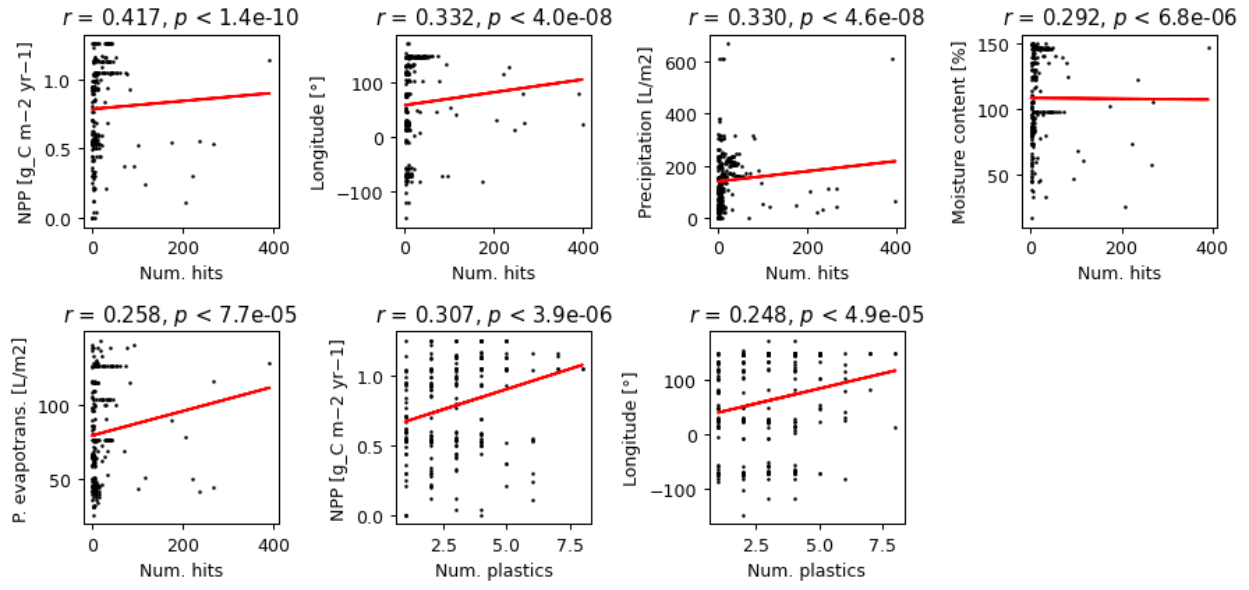 r = 0.417, p < 1.4e-10
NPP [g_C m−2 yr−1]
1.0
0.5
0.0
0 200 400
Num. hits
r = 0.332, p < 4.0e-08
Longitude [°]
100
0
−100
0 200 400
Num. hits
r = 0.330, p < 4.6e-08
Precipitation [L/m2]
600
400
200
0
0 200 400
Num. hits
r = 0.292, p < 6.8e-06
Moisture content [%]
150
100
50
0 200 400
Num. hits
r = 0.258, p < 7.7e-05
P. evapotrans. [L/m2]
100
50
0 200 400
Num. hits
r = 0.307, p < 3.9e-06
NPP [g_C m−2 yr−1]
1.0
0.5
0.0
2.5 5.0 7.5
Num. plastics
r = 0.248, p < 4.9e-05
Longitude [°]
100
0
−100
2.5 5.0 7.5
Num. plastics